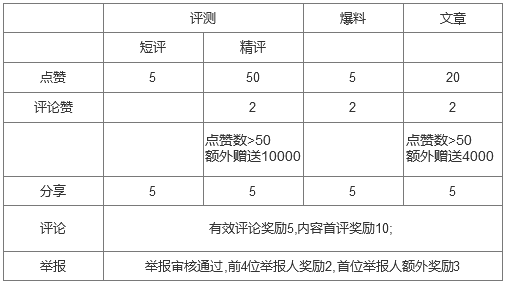 评测 爆料 文章
短评 精评
点赞 5 50 5 20
评论赞 2 2 2
点赞数>50 点赞数>50
额外赠送10000 额外赠送4000
分享 5 5 5 5
评论 有效评论奖励5,内容首评奖励10;
举报 举报审核通过,前4位举报人奖励2,首位举报人额外奖励3